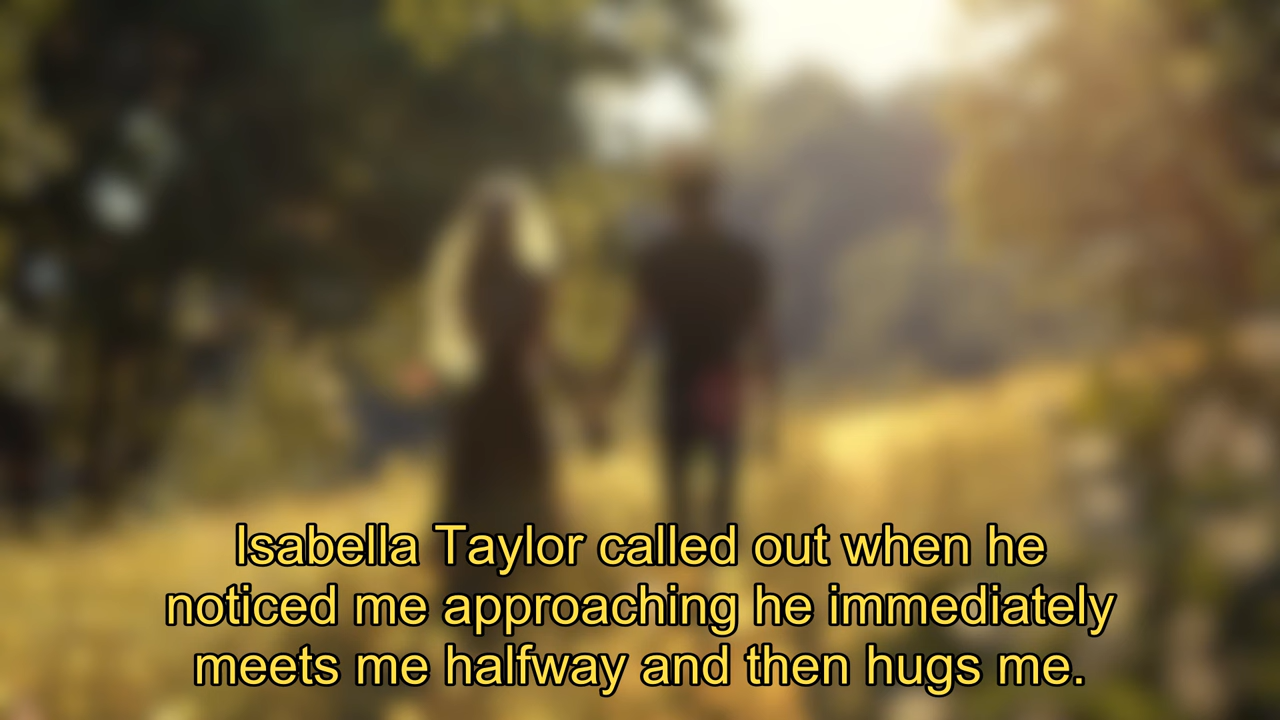 Isabella Taylor called out when he
noticed me approaching he immediately
meets me halfway and then hugs me.